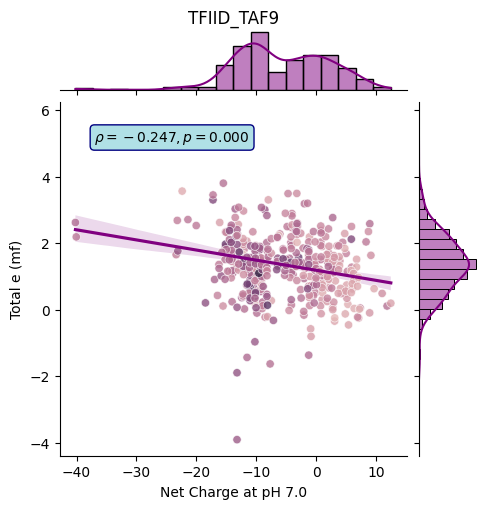 TFIID_TAF9
6
4
2
0
−2
−4
ρ = −0.247, p = 0.000
Total e (mf)
−40 −30 −20 −10 0 10
Net Charge at pH 7.0